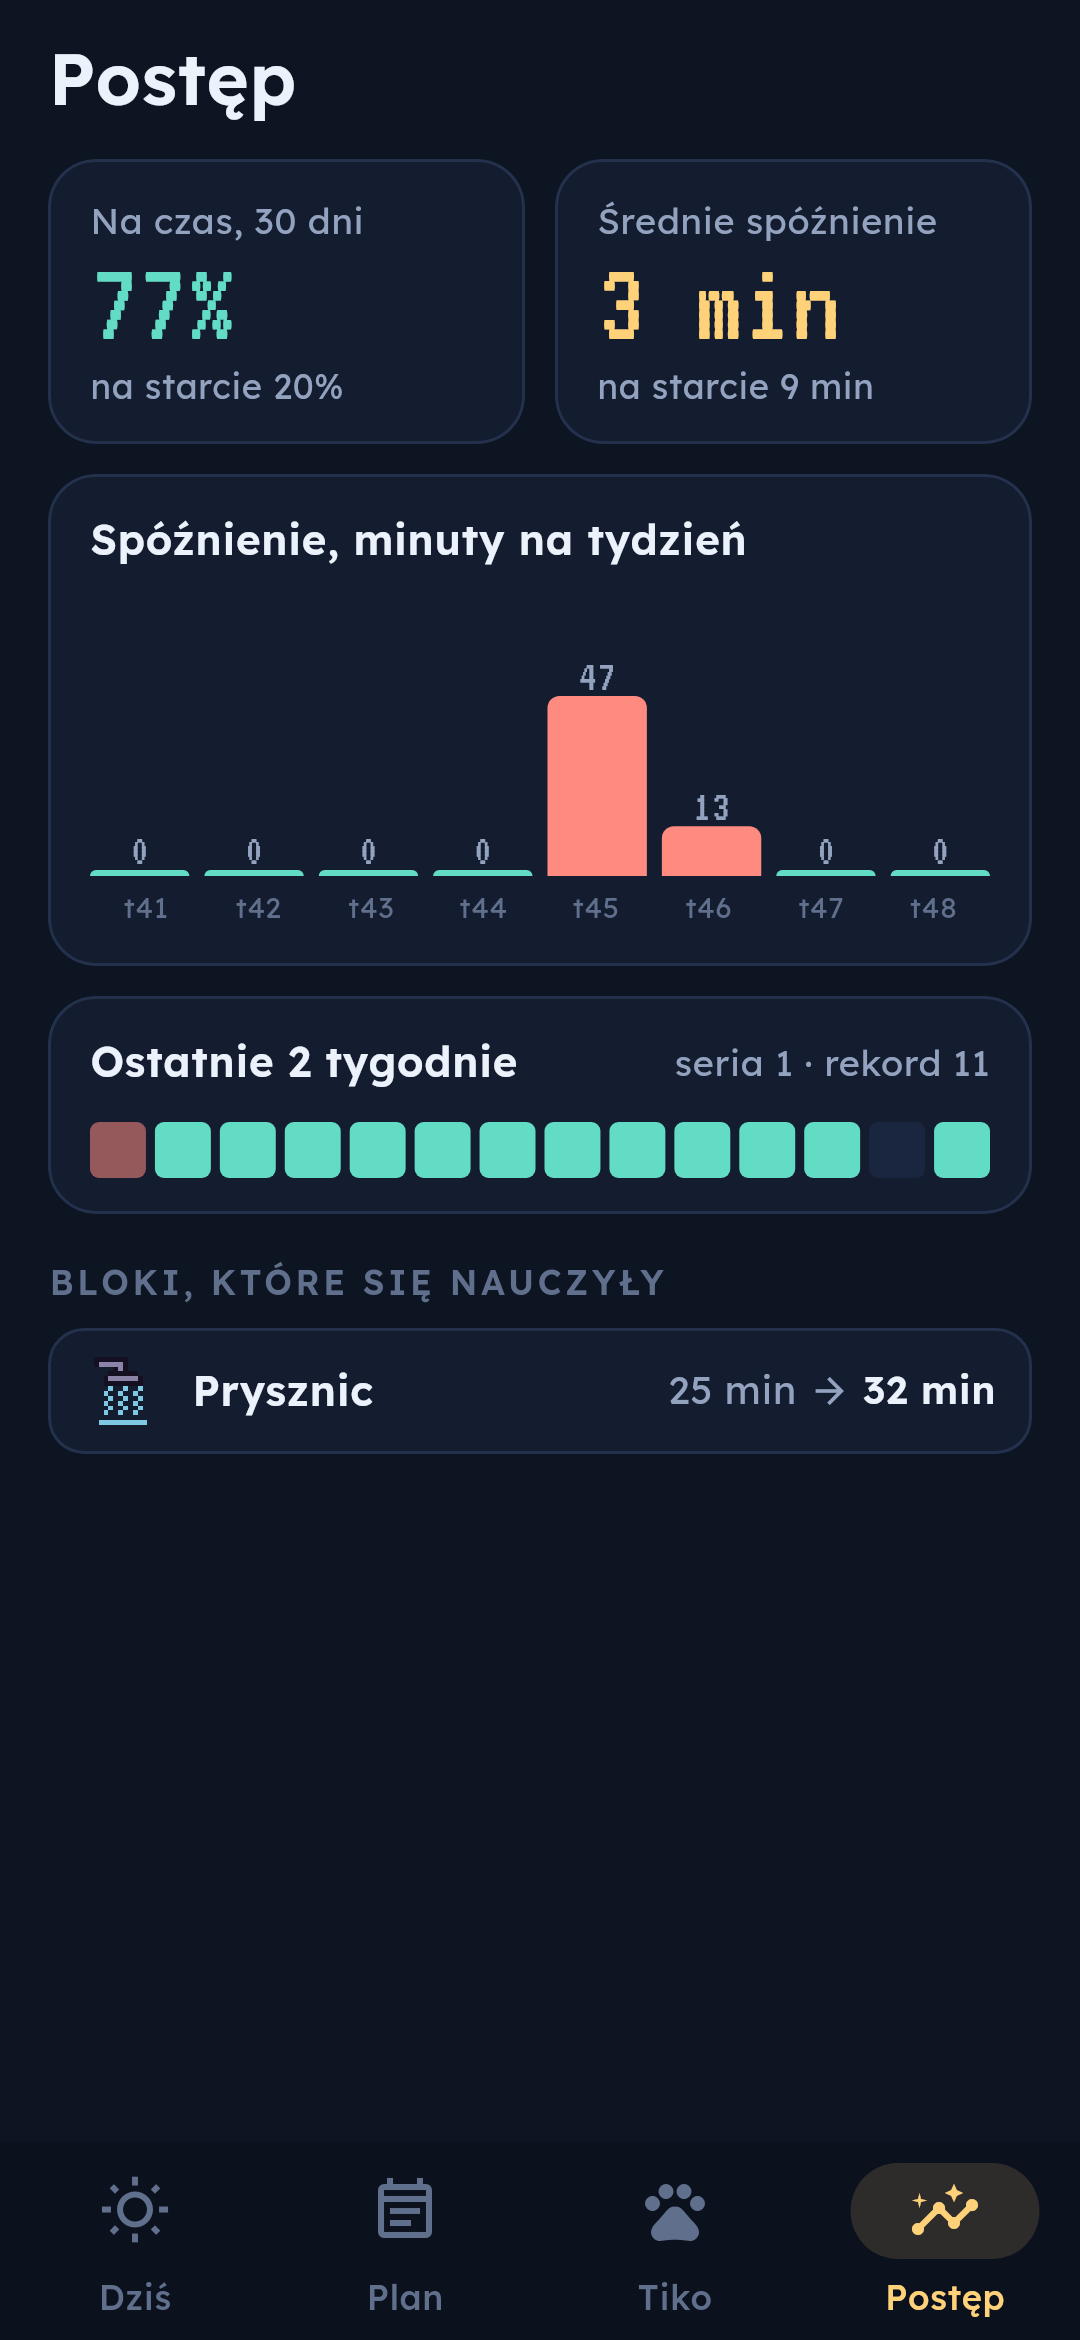 Postęp
Na czas, 30 dni
77%
na starcie 20%
Średnie spóźnienie
3 min
na starcie 9 min
Spóźnienie, minuty na tydzień
0 0 0 0 47 13 0 0
t41 t42 t43 t44 t45 t46 t47 t48
Ostatnie 2 tygodnie seria 1 · rekord 11
BLOKI, KTÓRE SIĘ NAUCZYŁY
Prysznic 25 min → 32 min
Dziś Plan Tiko Postęp